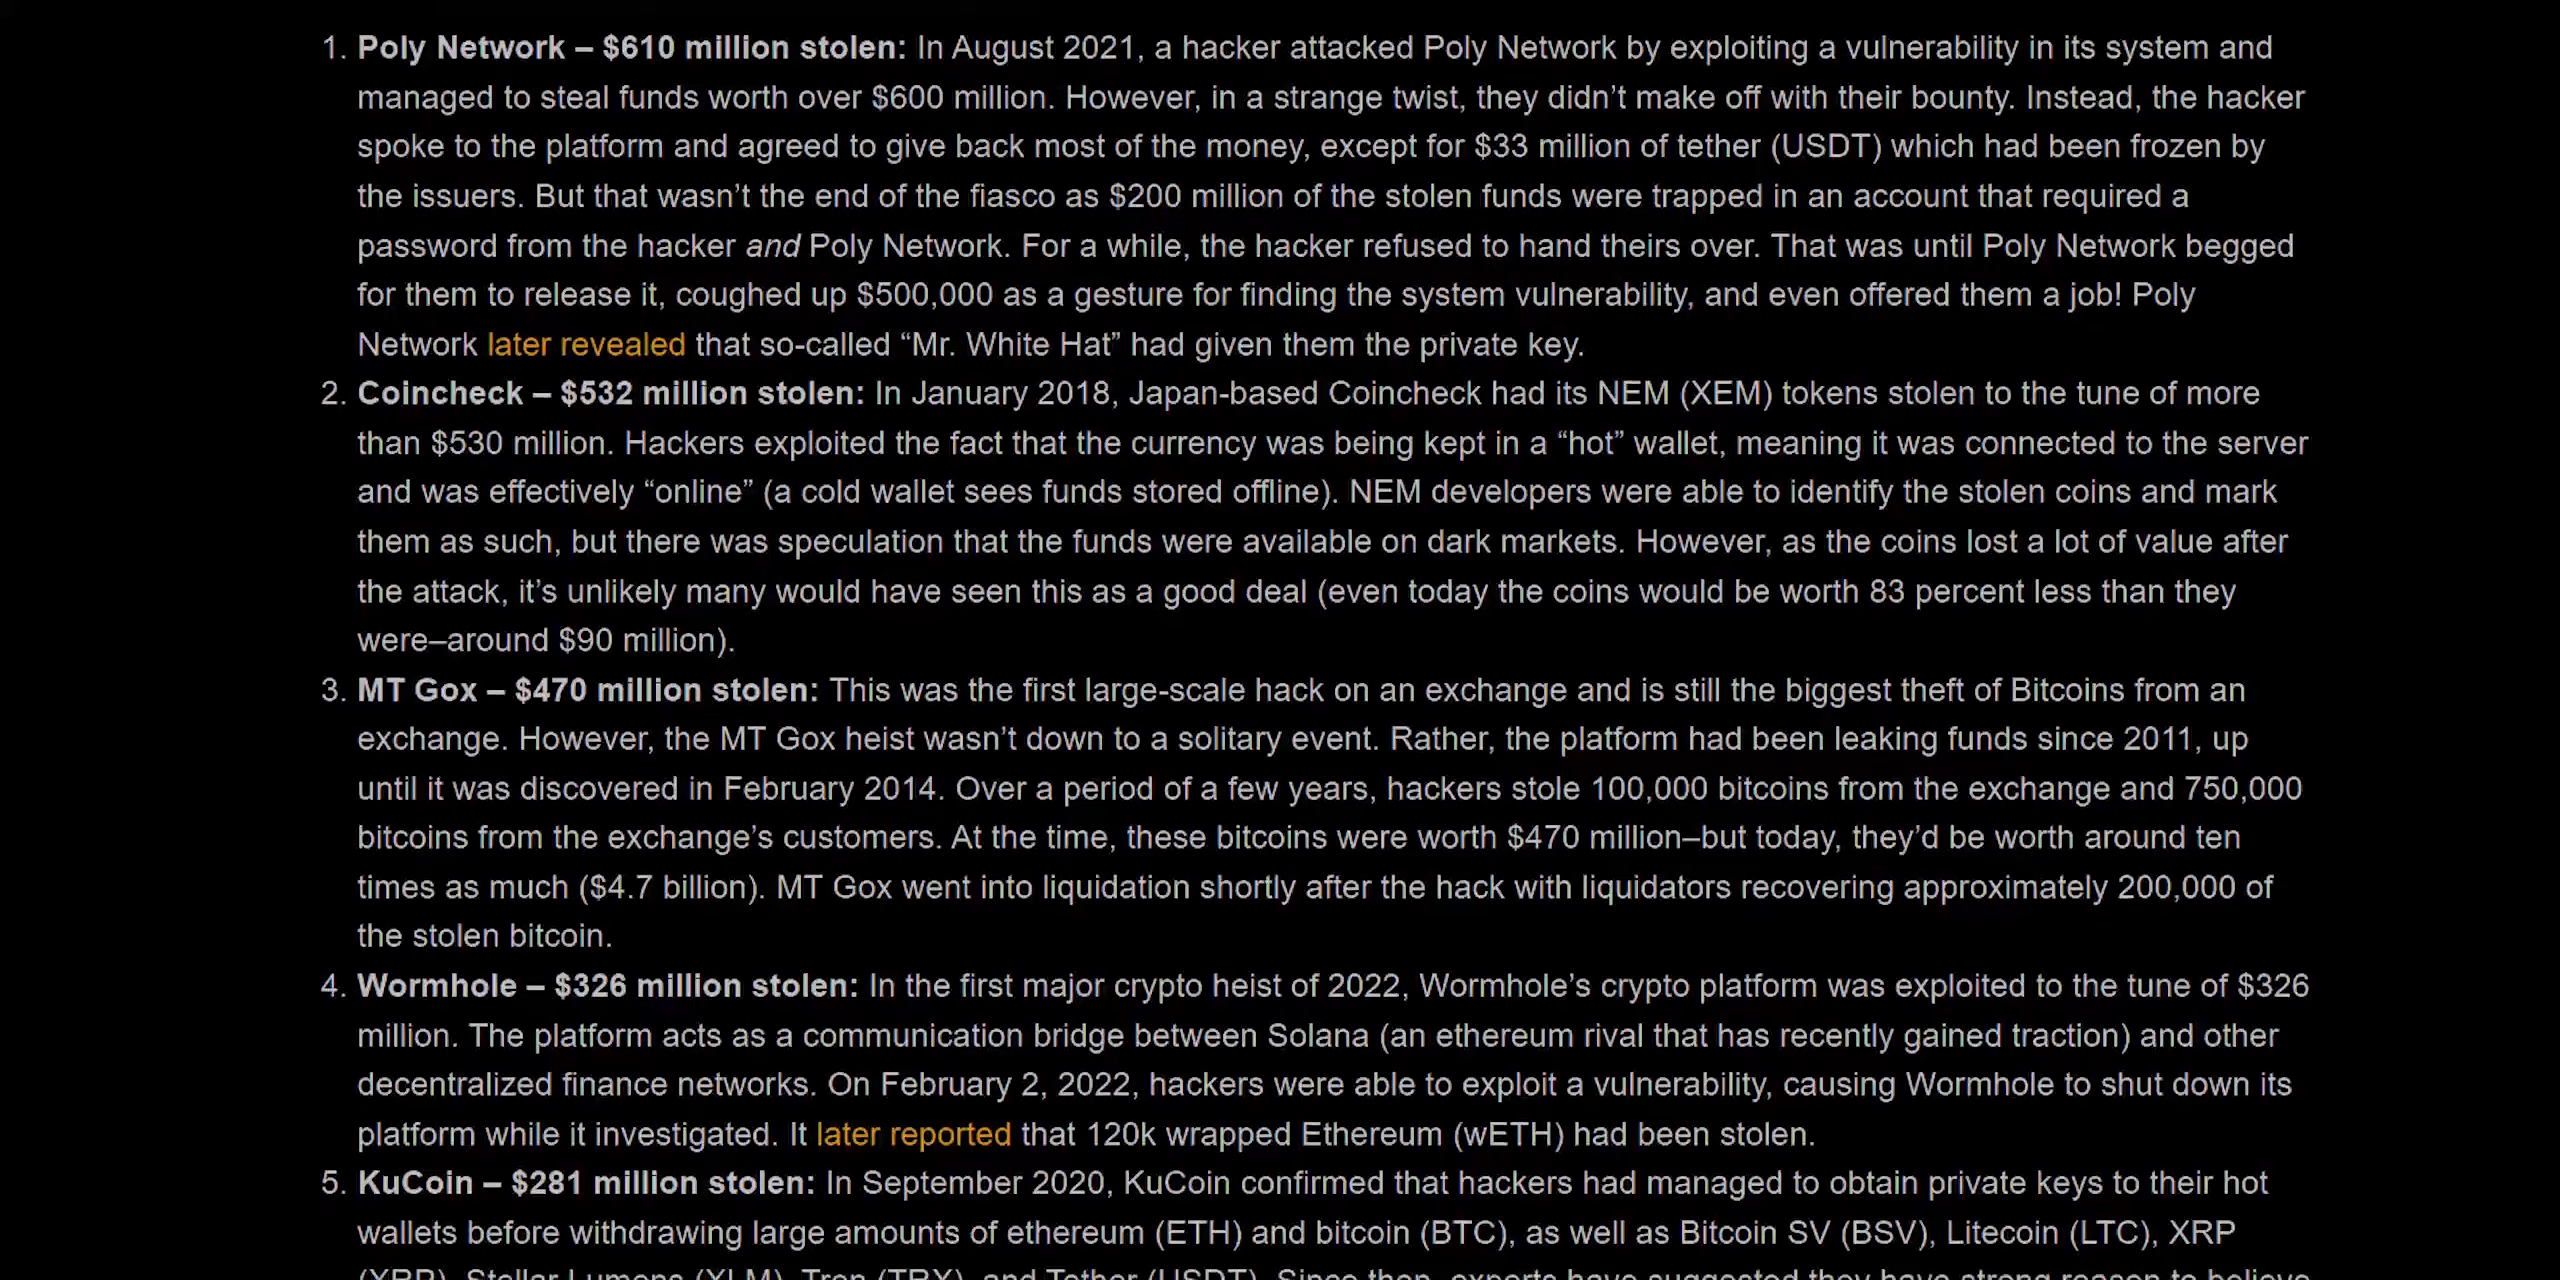 1. Poly Network – $610 million stolen: In August 2021, a hacker attacked Poly Network by exploiting a vulnerability in its system and
managed to steal funds worth over $600 million. However, in a strange twist, they didn’t make off with their bounty. Instead, the hacker
spoke to the platform and agreed to give back most of the money, except for $33 million of tether (USDT) which had been frozen by
the issuers. But that wasn’t the end of the fiasco as $200 million of the stolen funds were trapped in an account that required a
password from the hacker and Poly Network. For a while, the hacker refused to hand theirs over. That was until Poly Network begged
for them to release it, coughed up $500,000 as a gesture for finding the system vulnerability, and even offered them a job! Poly
Network later revealed that so-called “Mr. White Hat” had given them the private key.
2. Coincheck – $532 million stolen: In January 2018, Japan-based Coincheck had its NEM (XEM) tokens stolen to the tune of more
than $530 million. Hackers exploited the fact that the currency was being kept in a “hot” wallet, meaning it was connected to the server
and was effectively “online” (a cold wallet sees funds stored offline). NEM developers were able to identify the stolen coins and mark
them as such, but there was speculation that the funds were available on dark markets. However, as the coins lost a lot of value after
the attack, it’s unlikely many would have seen this as a good deal (even today the coins would be worth 83 percent less than they
were–around $90 million).
3. MT Gox – $470 million stolen: This was the first large-scale hack on an exchange and is still the biggest theft of Bitcoins from an
exchange. However, the MT Gox heist wasn’t down to a solitary event. Rather, the platform had been leaking funds since 2011, up
until it was discovered in February 2014. Over a period of a few years, hackers stole 100,000 bitcoins from the exchange and 750,000
bitcoins from the exchange’s customers. At the time, these bitcoins were worth $470 million–but today, they’d be worth around ten
times as much ($4.7 billion). MT Gox went into liquidation shortly after the hack with liquidators recovering approximately 200,000 of
the stolen bitcoin.
4. Wormhole – $326 million stolen: In the first major crypto heist of 2022, Wormhole’s crypto platform was exploited to the tune of $326
million. The platform acts as a communication bridge between Solana (an ethereum rival that has recently gained traction) and other
decentralized finance networks. On February 2, 2022, hackers were able to exploit a vulnerability, causing Wormhole to shut down its
platform while it investigated. It later reported that 120k wrapped Ethereum (wETH) had been stolen.
5. KuCoin – $281 million stolen: In September 2020, KuCoin confirmed that hackers had managed to obtain private keys to their hot
wallets before withdrawing large amounts of ethereum (ETH) and bitcoin (BTC), as well as Bitcoin SV (BSV), Litecoin (LTC), XRP
(XRP), Stellar Lumens (XLM), Tron (TRX), and Tether (USDT). Since then, experts have suggested they have strong reason to believe